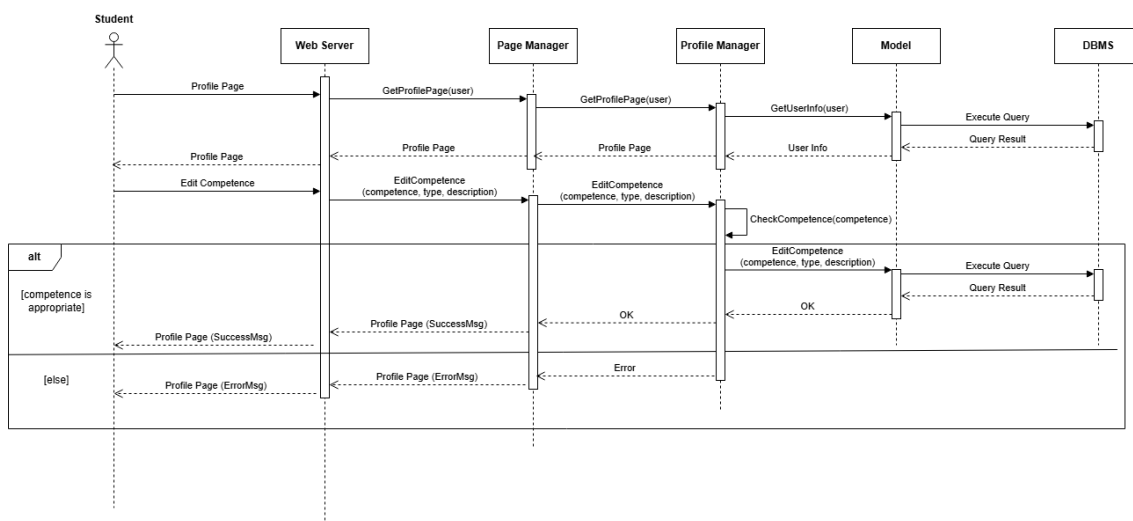 Student
Web Server
Page Manager
Profile Manager
Model
DBMS
Profile Page
GetProfilePage(user)
GetProfilePage(user)
GetUserInfo(user)
Execute Query
Query Result
User Info
Profile Page
Profile Page
Profile Page
Edit Competence
EditCompetence
(competence, type, description)
EditCompetence
(competence, type, description)
CheckCompetence(competence)
alt
[competence is
appropriate]
EditCompetence
(competence, type, description)
Execute Query
Query Result
OK
OK
Profile Page (SuccessMsg)
Profile Page (SuccessMsg)
[else]
Error
Profile Page (ErrorMsg)
Profile Page (ErrorMsg)